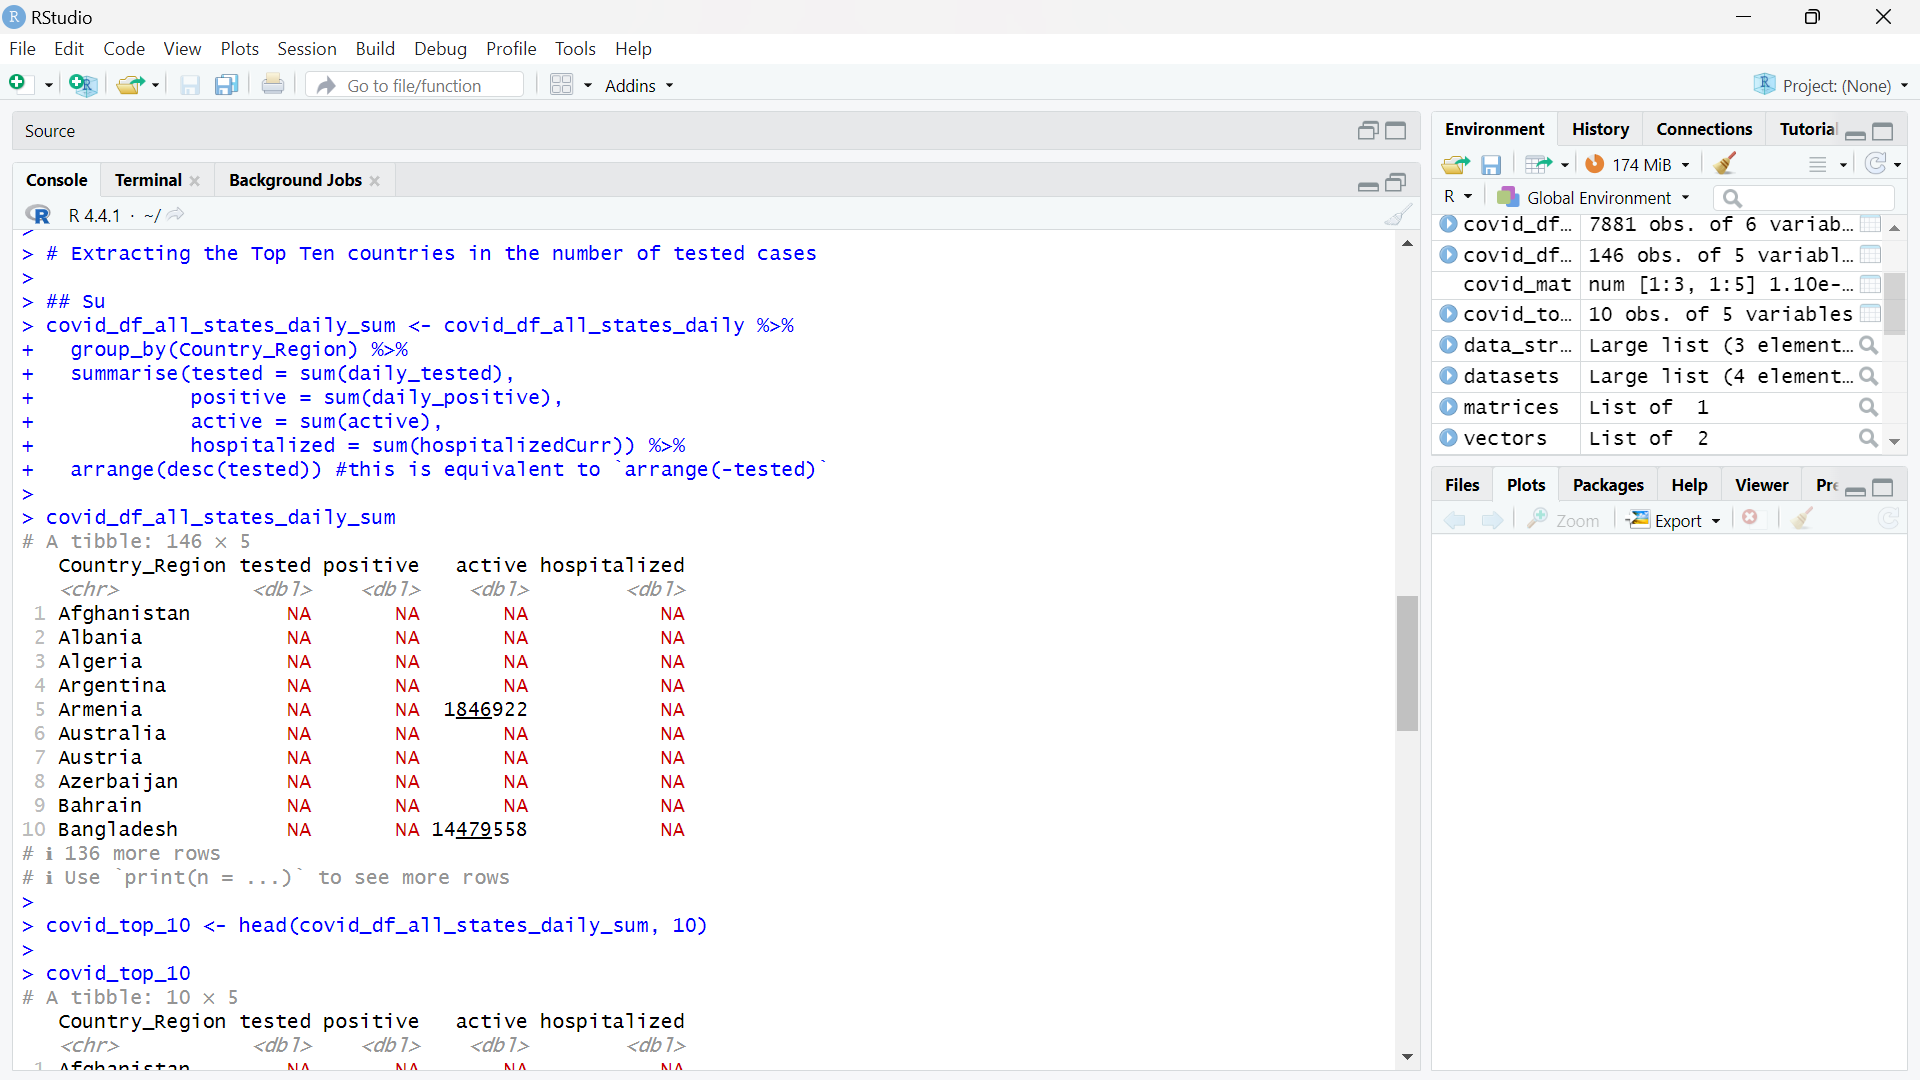 RStudio
File Edit Code View Plots Session Build Debug Profile Tools Help
Go to file/function Addins Project: (None)
Source
Console Terminal Background Jobs
R 4.4.1 · ~/
>
> # Extracting the Top Ten countries in the number of tested cases
>
> ## Su
> covid_df_all_states_daily_sum <- covid_df_all_states_daily %>%
+   group_by(Country_Region) %>%
+   summarise(tested = sum(daily_tested),
+             positive = sum(daily_positive),
+             active = sum(active),
+             hospitalized = sum(hospitalizedCurr)) %>%
+   arrange(desc(tested)) #this is equivalent to `arrange(-tested)`
>
> covid_df_all_states_daily_sum
# A tibble: 146 × 5
   Country_Region tested positive   active hospitalized
   <chr>           <dbl>    <dbl>    <dbl>        <dbl>
 1 Afghanistan        NA       NA       NA           NA
 2 Albania            NA       NA       NA           NA
 3 Algeria            NA       NA       NA           NA
 4 Argentina          NA       NA       NA           NA
 5 Armenia            NA       NA  1846922           NA
 6 Australia          NA       NA       NA           NA
 7 Austria            NA       NA       NA           NA
 8 Azerbaijan         NA       NA       NA           NA
 9 Bahrain            NA       NA       NA           NA
10 Bangladesh         NA       NA 14479558           NA
# ℹ 136 more rows
# ℹ Use `print(n = ...)` to see more rows
>
> covid_top_10 <- head(covid_df_all_states_daily_sum, 10)
>
> covid_top_10
# A tibble: 10 × 5
   Country_Region tested positive   active hospitalized
   <chr>           <dbl>    <dbl>    <dbl>        <dbl>
 1 Afghanistan        NA       NA       NA           NA
Environment History Connections Tutorial
174 MiB
R Global Environment
covid_df... 7881 obs. of 6 variab...
covid_df... 146 obs. of 5 variabl...
covid_mat num [1:3, 1:5] 1.10e-...
covid_to... 10 obs. of 5 variables
data_str... Large list (3 element...
datasets Large list (4 element...
matrices List of 1
vectors List of 2
Files Plots Packages Help Viewer Pre
Zoom Export